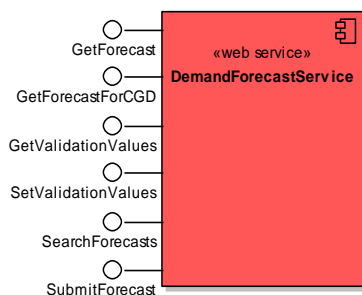 GetForecast
«web service»
DemandForecastService
GetForecastForCGD
GetValidationValues
SetValidationValues
SearchForecasts
SubmitForecast